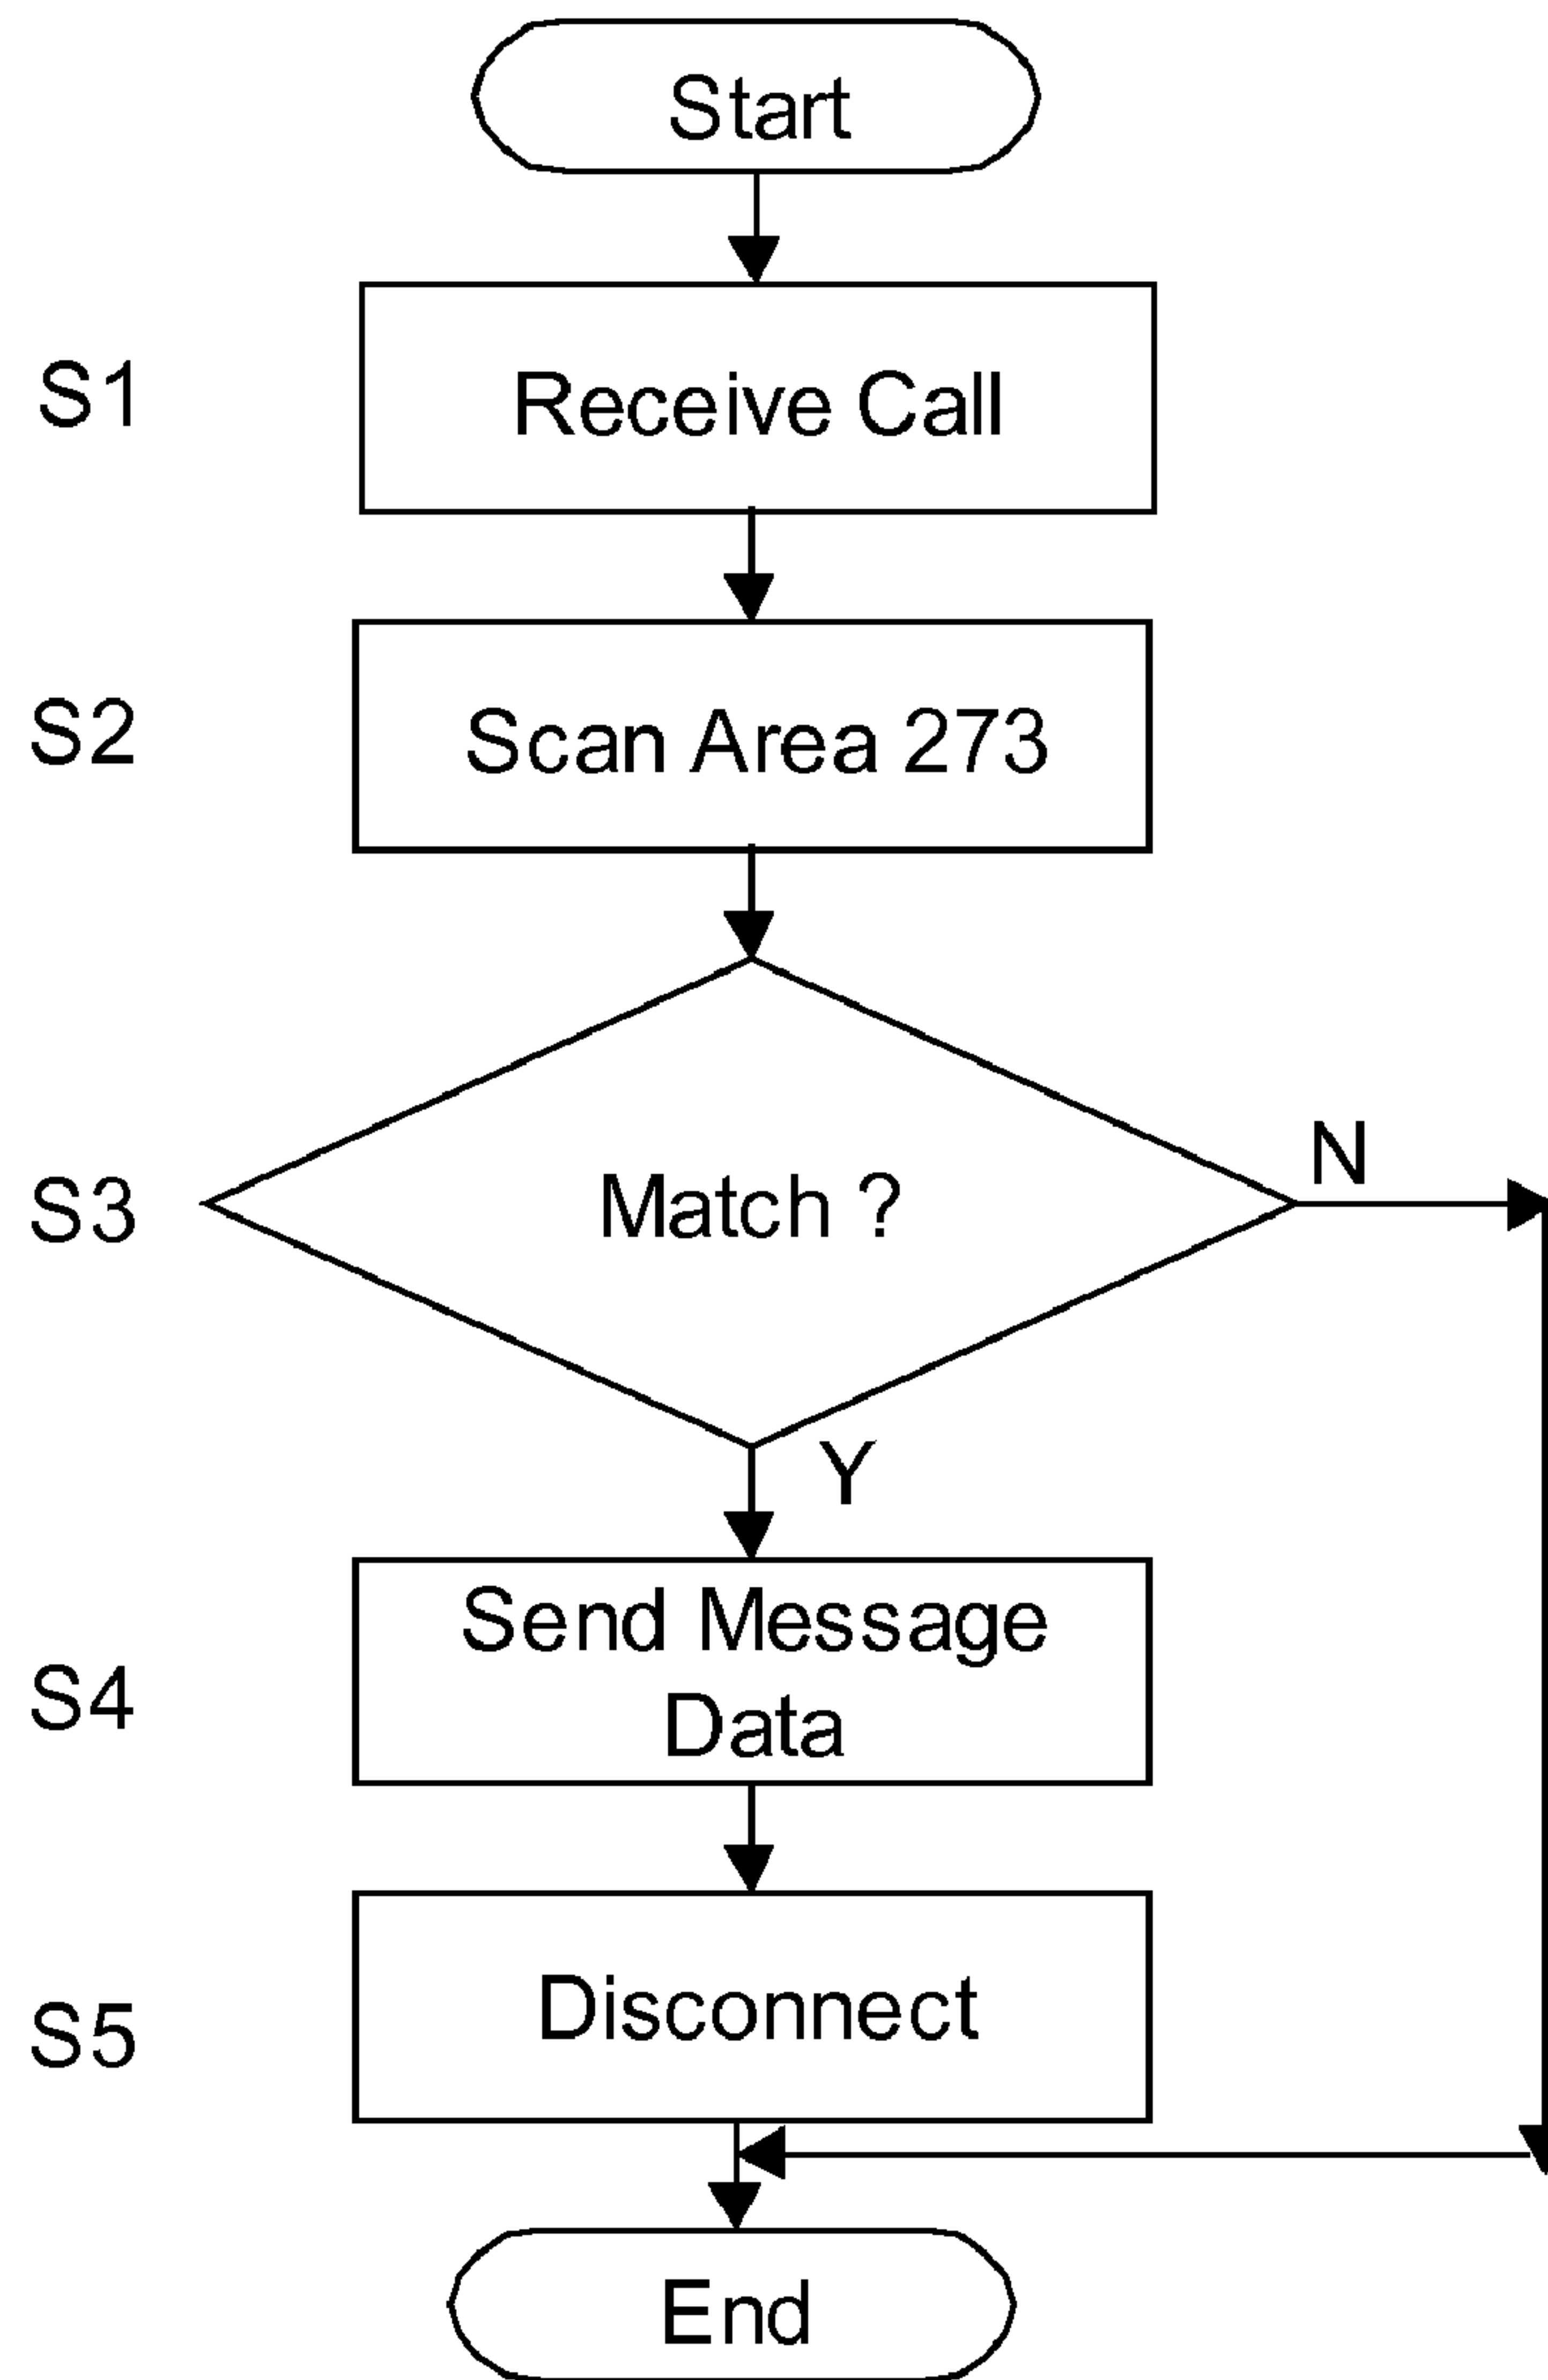 Start
S1
Receive Call
S2
Scan Area 273
S3
Match ?
N
Y
S4
Send Message
Data
S5
Disconnect
End